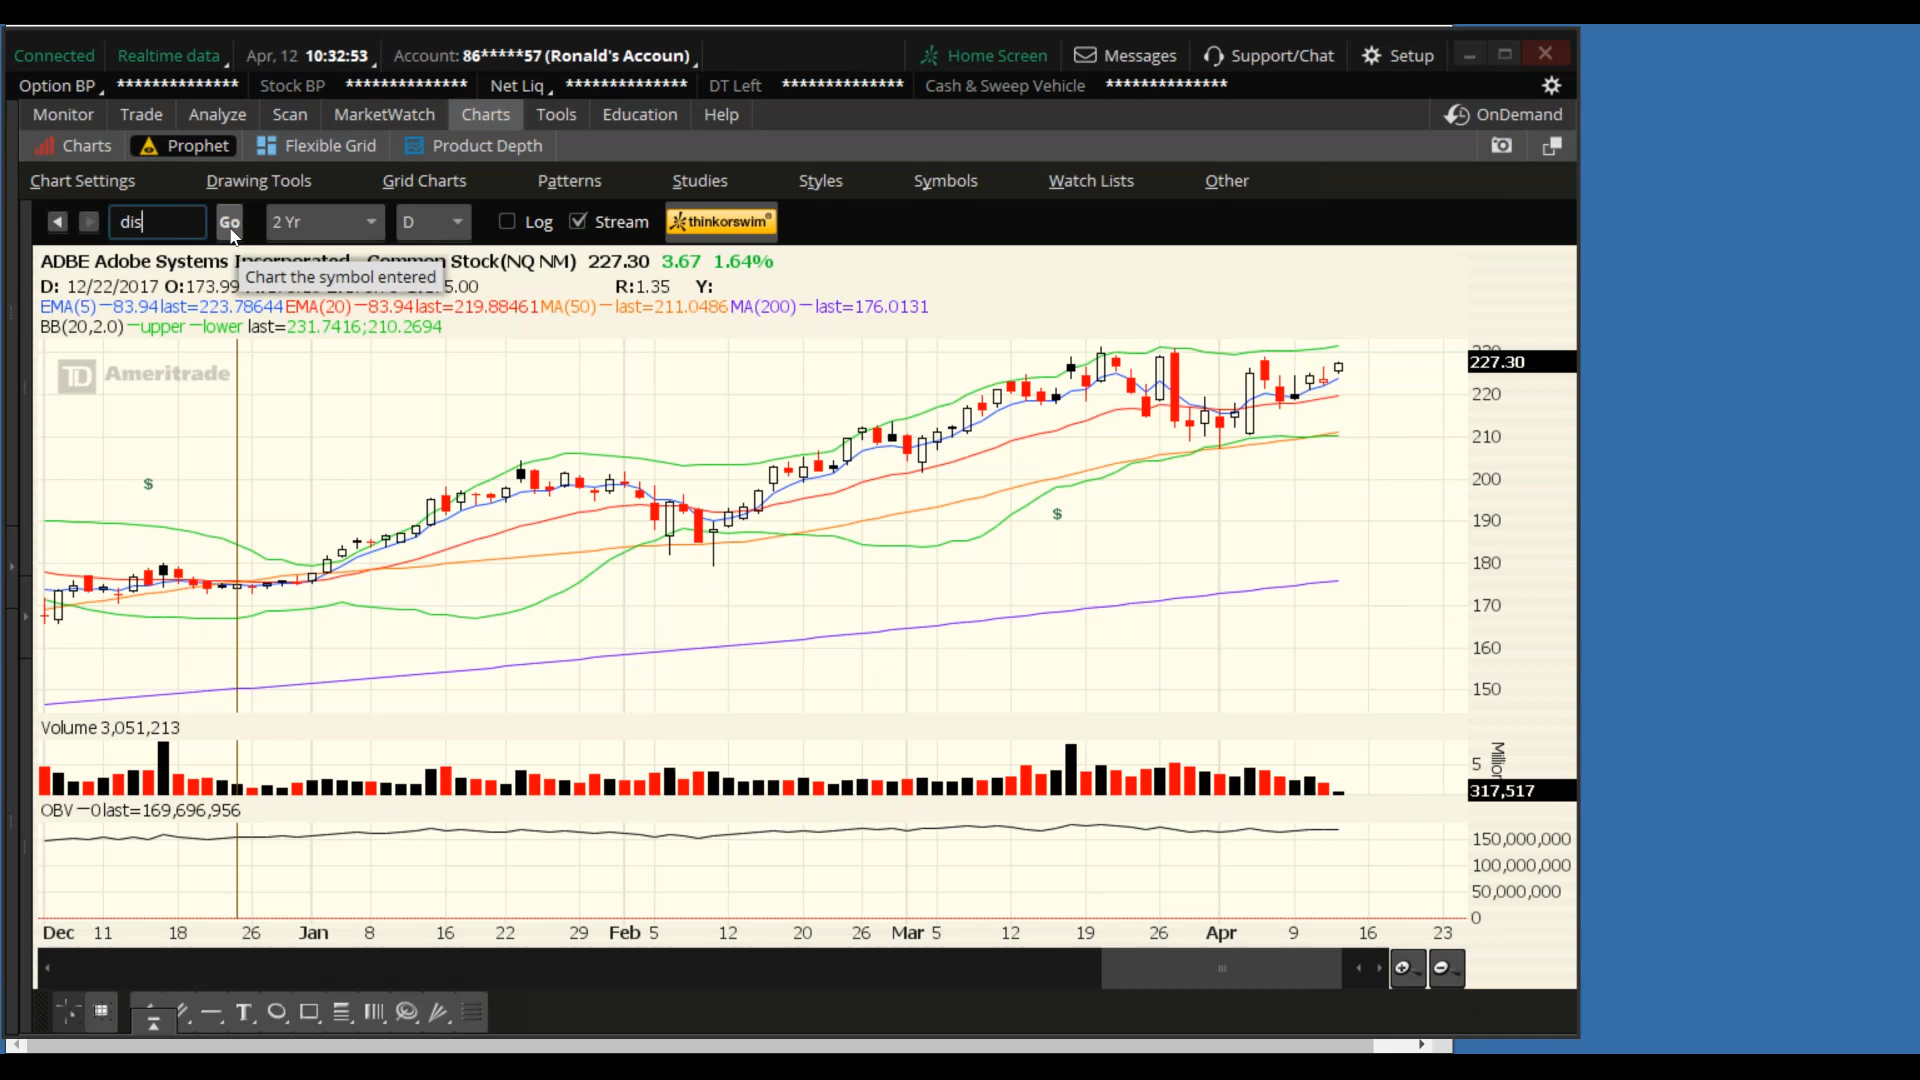 Connected Realtime data Apr, 12 10:32:53 Account: 86*****57 (Ronald's Accoun) Home Screen Messages Support/Chat Setup
Option BP ************** Stock BP ************** Net Liq ************** DT Left ************** Cash & Sweep Vehicle **************
Monitor Trade Analyze Scan MarketWatch Charts Tools Education Help OnDemand
Charts Prophet Flexible Grid Product Depth
Chart Settings Drawing Tools Grid Charts Patterns Studies Styles Symbols Watch Lists Other
dis Go 2 Yr D Log Stream thinkorswim
ADBE Adobe Systems Incorporated Common Stock(NQ NM) 227.30 3.67 1.64%
Chart the symbol entered
D: 12/22/2017 O:173.99 R:1.35 Y:
EMA(5) —83.94last=223.78644 EMA(20) —83.94last=219.88461 MA(50) —last=211.0486 MA(200) —last=176.0131
BB(20,2.0) —upper —lower last=231.7416;210.2694
TD Ameritrade
227.30
220
210
200
190
180
170
160
150
$
$
Volume 3,051,213
5
Million
317,517
OBV —0last=169,696,956
150,000,000
100,000,000
50,000,000
0
Dec 11 18 26 Jan 8 16 22 29 Feb 5 12 20 26 Mar 5 12 19 26 Apr 9 16 23
T